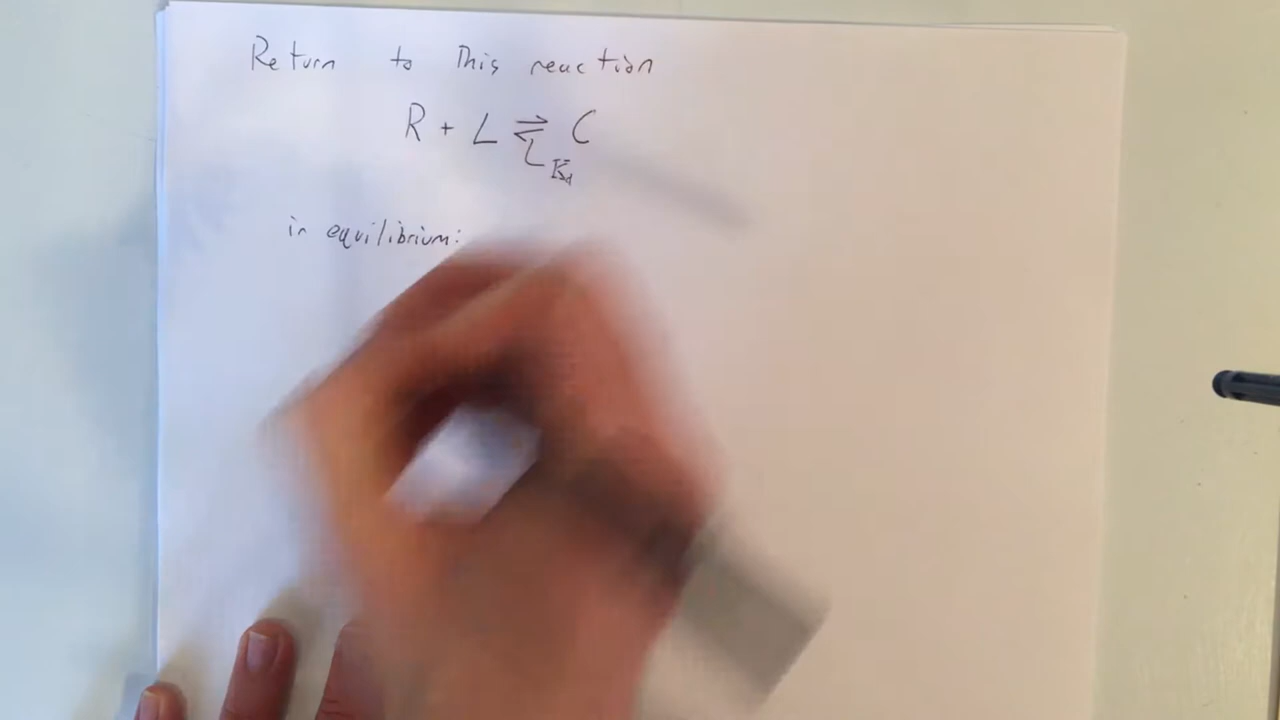 Return to This reaction
R + L ⇌ C
Kd
in equilibrium: